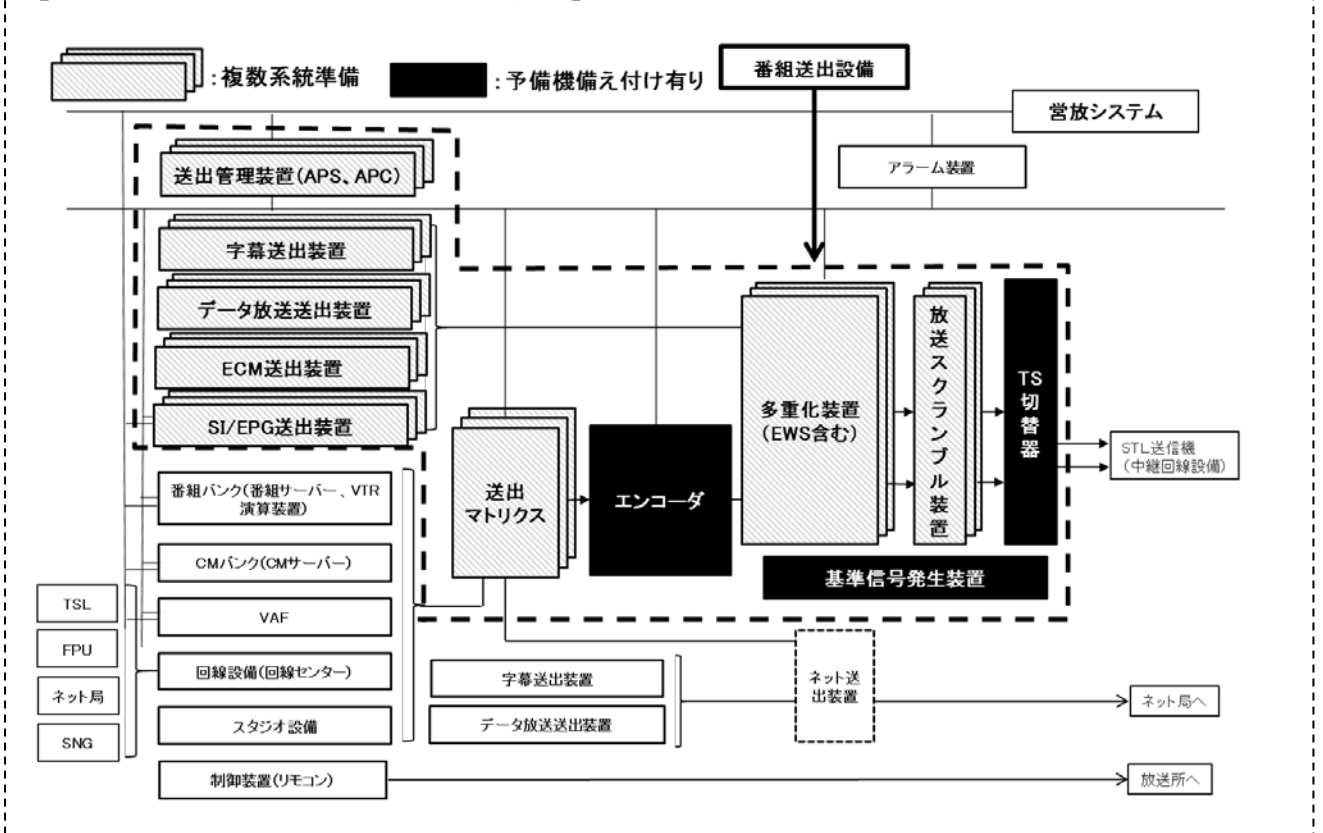 :複数系統準備
:予備機備え付け有り
番組送出設備
営放システム
アラーム装置
送出管理装置(APS、APC)
字幕送出装置
データ放送送出装置
ECM送出装置
SI/EPG送出装置
番組バンク(番組サーバー、VTR
演算装置)
CMバンク(CMサーバー)
VAF
回線設備(回線センター)
スタジオ設備
制御装置(リモコン)
TSL
FPU
ネット局
SNG
送出
マトリクス
エンコーダ
多重化装置
(EWS含む)
放送スクランブル装置
TS
切替器
基準信号発生装置
STL送信機
(中継回線設備)
字幕送出装置
データ放送送出装置
ネット送
出装置
ネット局へ
放送所へ